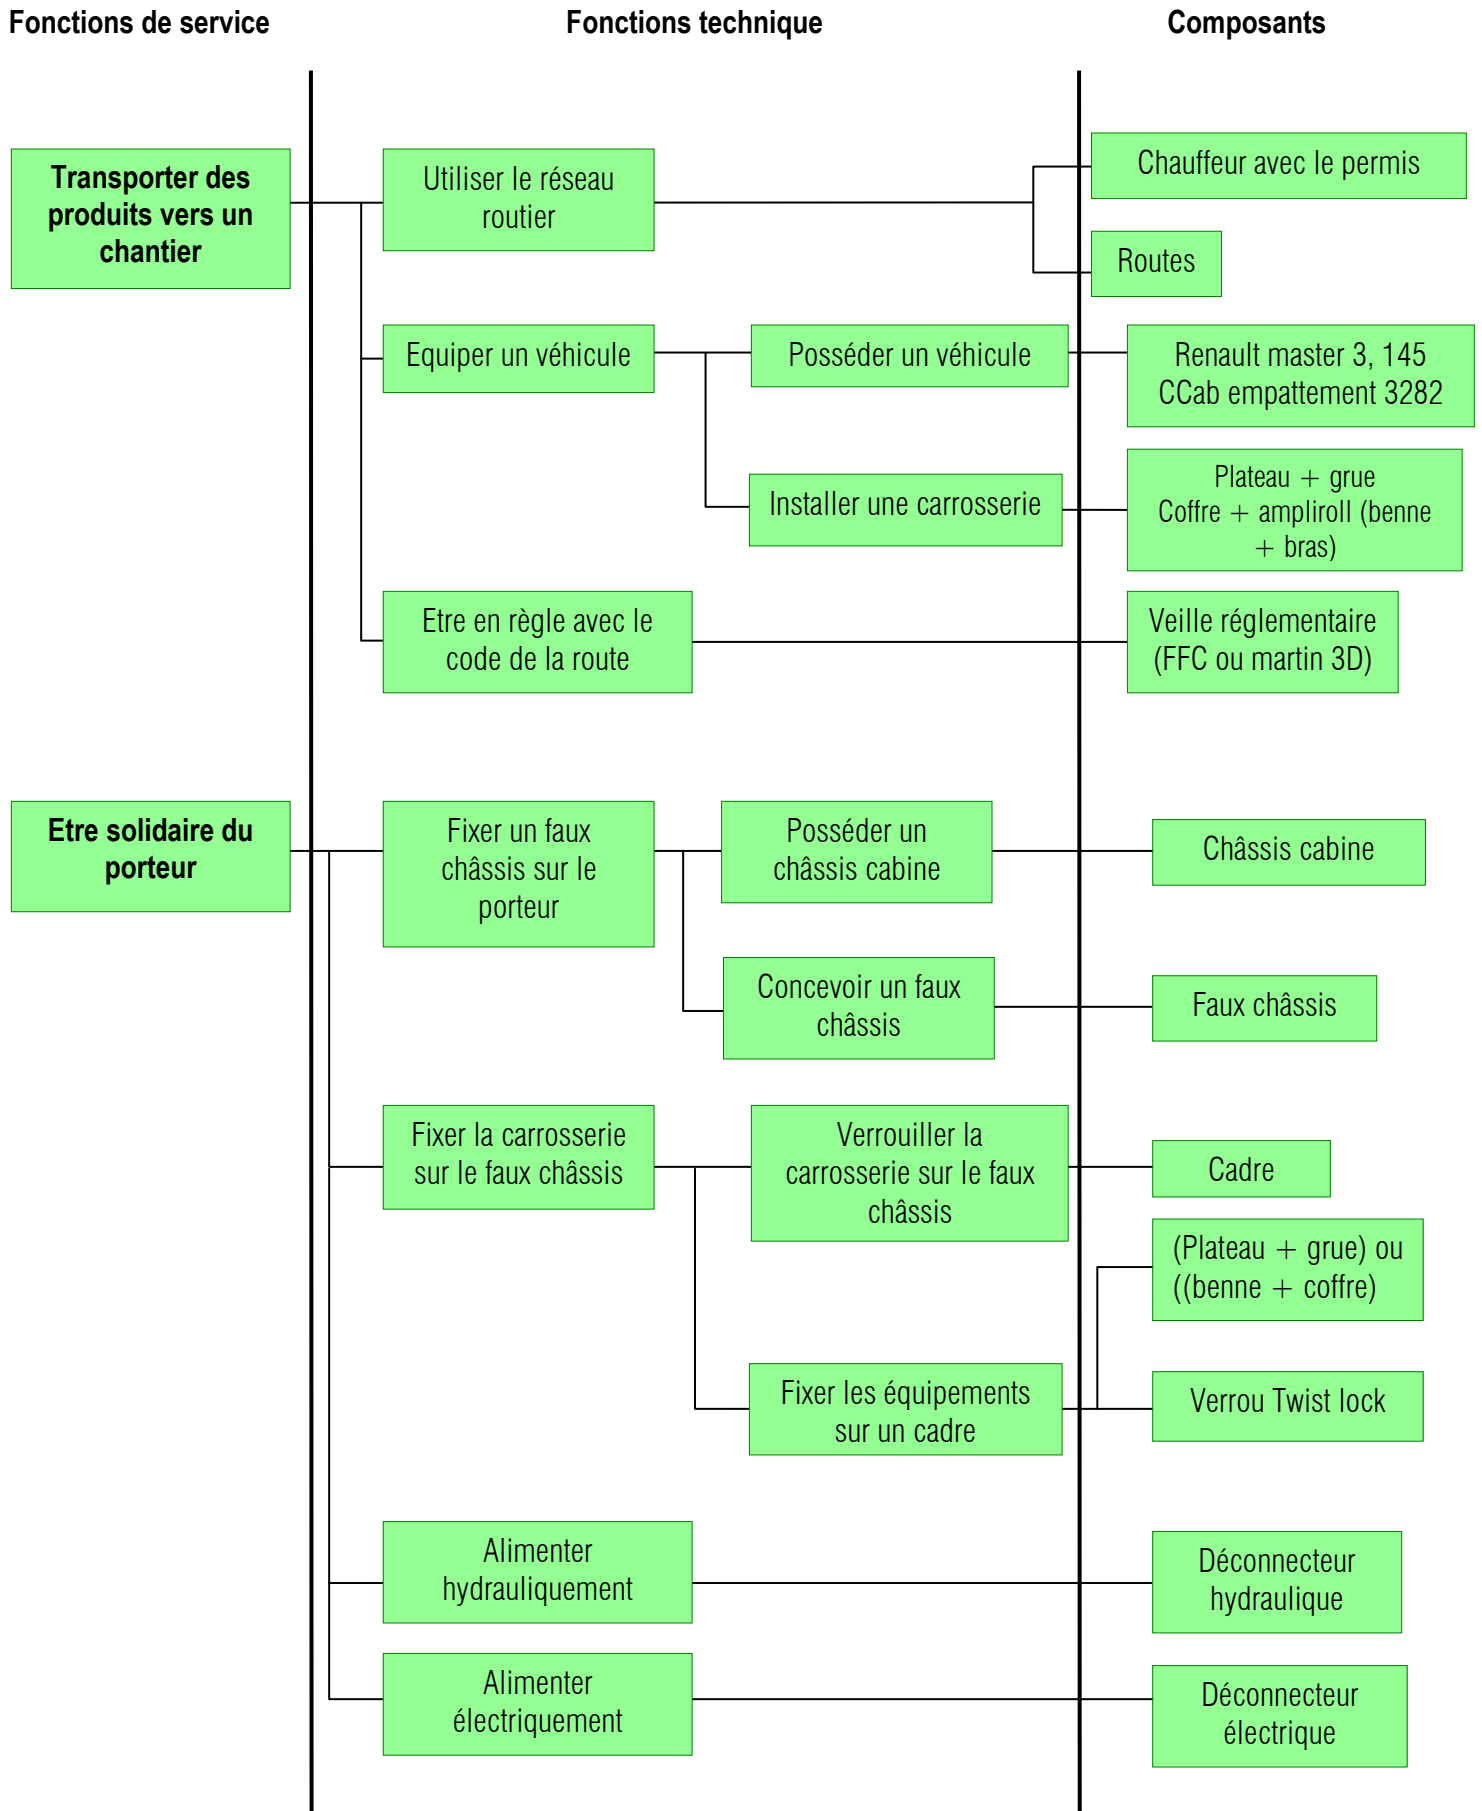 Fonctions de service
Fonctions technique
Composants
Transporter des
produits vers un
chantier
Utiliser le réseau
routier
Chauffeur avec le permis
Routes
Equiper un véhicule
Posséder un véhicule
Renault master 3, 145
CCab empattement 3282
Installer une carrosserie
Plateau + grue
Coffre + ampliroll (benne
+ bras)
Etre en règle avec le
code de la route
Veille réglementaire
(FFC ou martin 3D)
Etre solidaire du
porteur
Fixer un faux
châssis sur le
porteur
Posséder un
châssis cabine
Châssis cabine
Concevoir un faux
châssis
Faux châssis
Fixer la carrosserie
sur le faux châssis
Verrouiller la
carrosserie sur le faux
châssis
Cadre
(Plateau + grue) ou
((benne + coffre)
Fixer les équipements
sur un cadre
Verrou Twist lock
Alimenter
hydrauliquement
Déconnecteur
hydraulique
Alimenter
électriquement
Déconnecteur
électrique